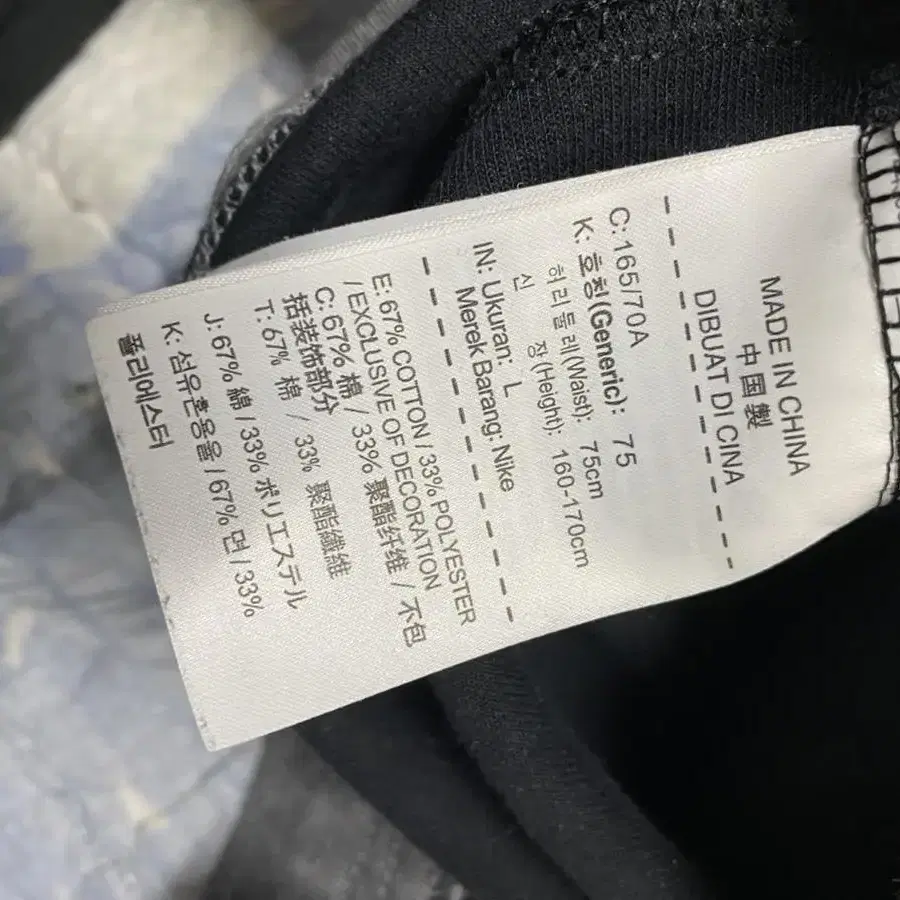 MADE IN CHINA
中国製
DIBUAT DI CINA
C: 165/70A
K: 호칭(Generic): 75
허리둘레(Waist): 75cm
신 장(Height): 160-170cm
IN: Ukuran: L
Merek Barang: Nike
E: 67% COTTON / 33% POLYESTER
/ EXCLUSIVE OF DECORATION
C: 67% 棉 / 33% 聚酯纤维 / 不包
括装饰部分
T: 67% 棉 / 33% 聚酯纖維
J: 67% 綿 / 33% ポリエステル
K: 섬유혼용율 / 67% 면 / 33%
폴리에스터